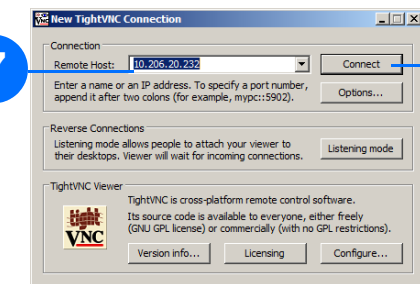 New TightVNC Connection
Connection
Remote Host: 10.206.20.232 Connect
Enter a name or an IP address. To specify a port number,
append it after two colons (for example, mypc::5902).
Options...
Reverse Connections
Listening mode allows people to attach your viewer to
their desktops. Viewer will wait for incoming connections.
Listening mode
TightVNC Viewer
TightVNC is cross-platform remote control software.
Its source code is available to everyone, either freely
(GNU GPL license) or commercially (with no GPL restrictions).
tight
VNC
Version info... Licensing Configure...